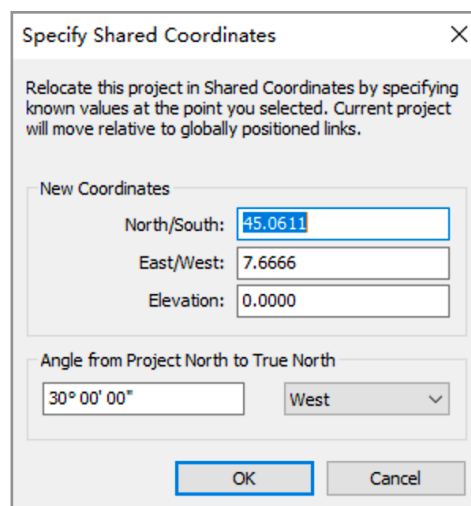 Specify Shared Coordinates
Relocate this project in Shared Coordinates by specifying
known values at the point you selected. Current project
will move relative to globally positioned links.
New Coordinates
North/South: 45.0611
East/West: 7.6666
Elevation: 0.0000
Angle from Project North to True North
30° 00' 00" West
OK Cancel